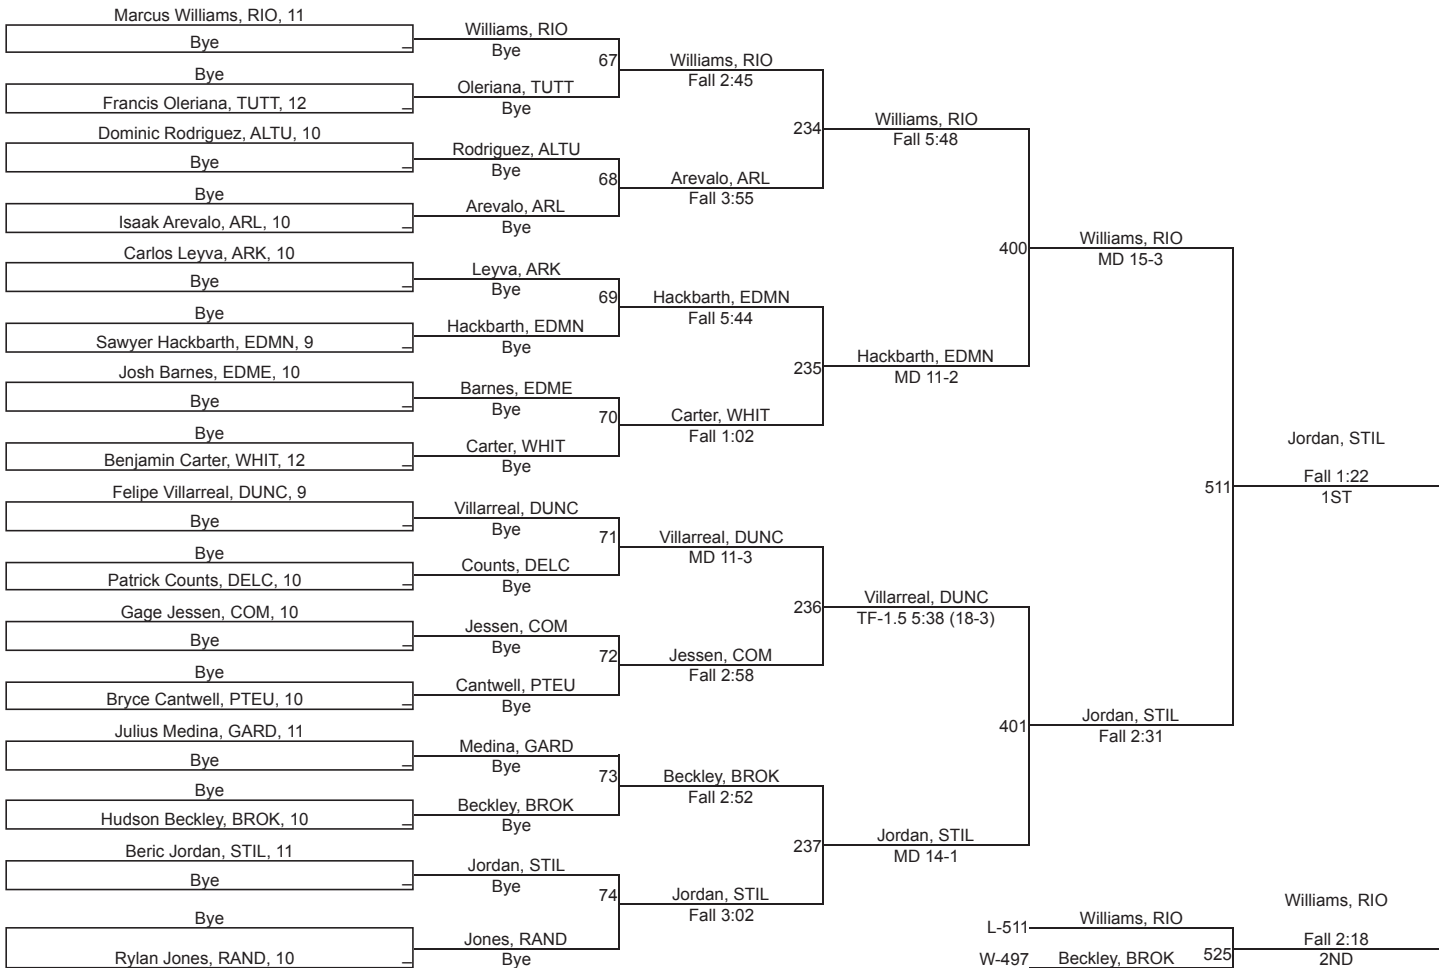 Marcus Williams, RIO, 11
Bye
Bye
Francis Oleriana, TUTT, 12
Dominic Rodriguez, ALTU, 10
Bye
Bye
Isaak Arevalo, ARL, 10
Carlos Leyva, ARK, 10
Bye
Bye
Sawyer Hackbarth, EDMN, 9
Josh Barnes, EDME, 10
Bye
Bye
Benjamin Carter, WHIT, 12
Felipe Villarreal, DUNC, 9
Bye
Bye
Patrick Counts, DELC, 10
Gage Jessen, COM, 10
Bye
Bye
Bryce Cantwell, PTEU, 10
Julius Medina, GARD, 11
Bye
Bye
Hudson Beckley, BROK, 10
Beric Jordan, STIL, 11
Bye
Bye
Rylan Jones, RAND, 10
Williams, RIO
Bye
67
Oleriana, TUTT
Bye
Rodriguez, ALTU
Bye
68
Arevalo, ARL
Bye
Leyva, ARK
Bye
69
Hackbarth, EDMN
Bye
Barnes, EDME
Bye
70
Carter, WHIT
Bye
Villarreal, DUNC
Bye
71
Counts, DELC
Bye
Jessen, COM
Bye
72
Cantwell, PTEU
Bye
Medina, GARD
Bye
73
Beckley, BROK
Bye
Jordan, STIL
Bye
74
Jones, RAND
Bye
Williams, RIO
Fall 2:45
234
Arevalo, ARL
Fall 3:55
Hackbarth, EDMN
Fall 5:44
235
Carter, WHIT
Fall 1:02
Villarreal, DUNC
MD 11-3
236
Jessen, COM
Fall 2:58
Beckley, BROK
Fall 2:52
237
Jordan, STIL
Fall 3:02
Williams, RIO
Fall 5:48
400
Hackbarth, EDMN
MD 11-2
Villarreal, DUNC
TF-1.5 5:38 (18-3)
401
Jordan, STIL
MD 14-1
Williams, RIO
MD 15-3
511
Jordan, STIL
Fall 2:31
Jordan, STIL
Fall 1:22
1ST
L-511
Williams, RIO
W-497
Beckley, BROK
525
Williams, RIO
Fall 2:18
2ND